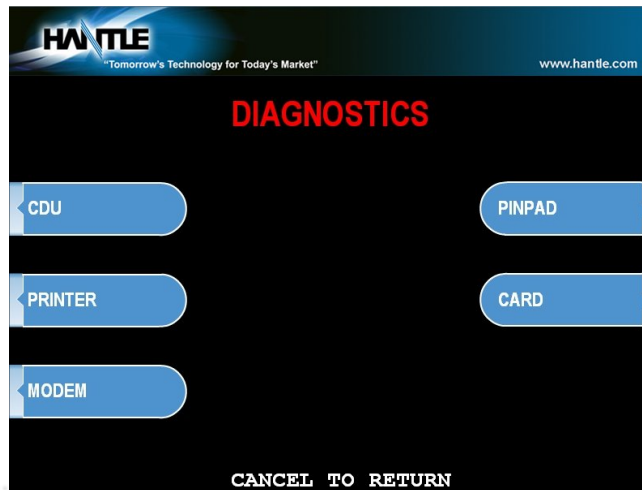 HANTLE
"Tomorrow's Technology for Today's Market"
www.hantle.com
DIAGNOSTICS
CDU
PINPAD
PRINTER
CARD
MODEM
CANCEL TO RETURN